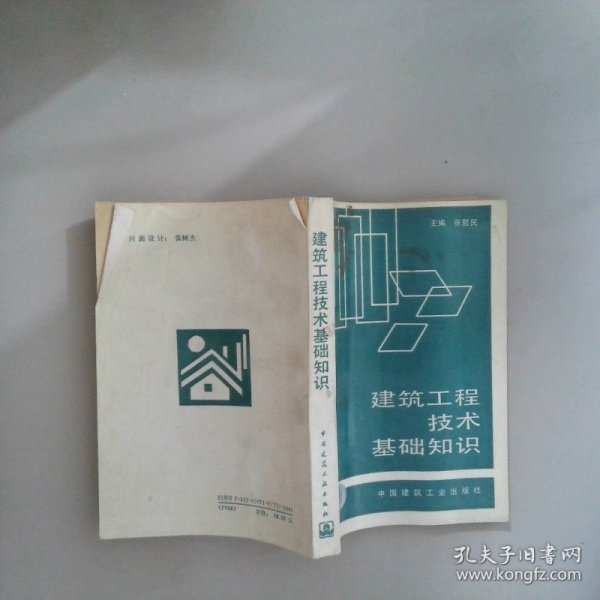 封面设计：张树杰
建筑工程技术基础知识
中国建筑工业出版社
定价：
元
主编 张哲民
建筑工程
技术
基础知识
中国建筑工业出版社
孔夫子旧书网
www.kongfz.com